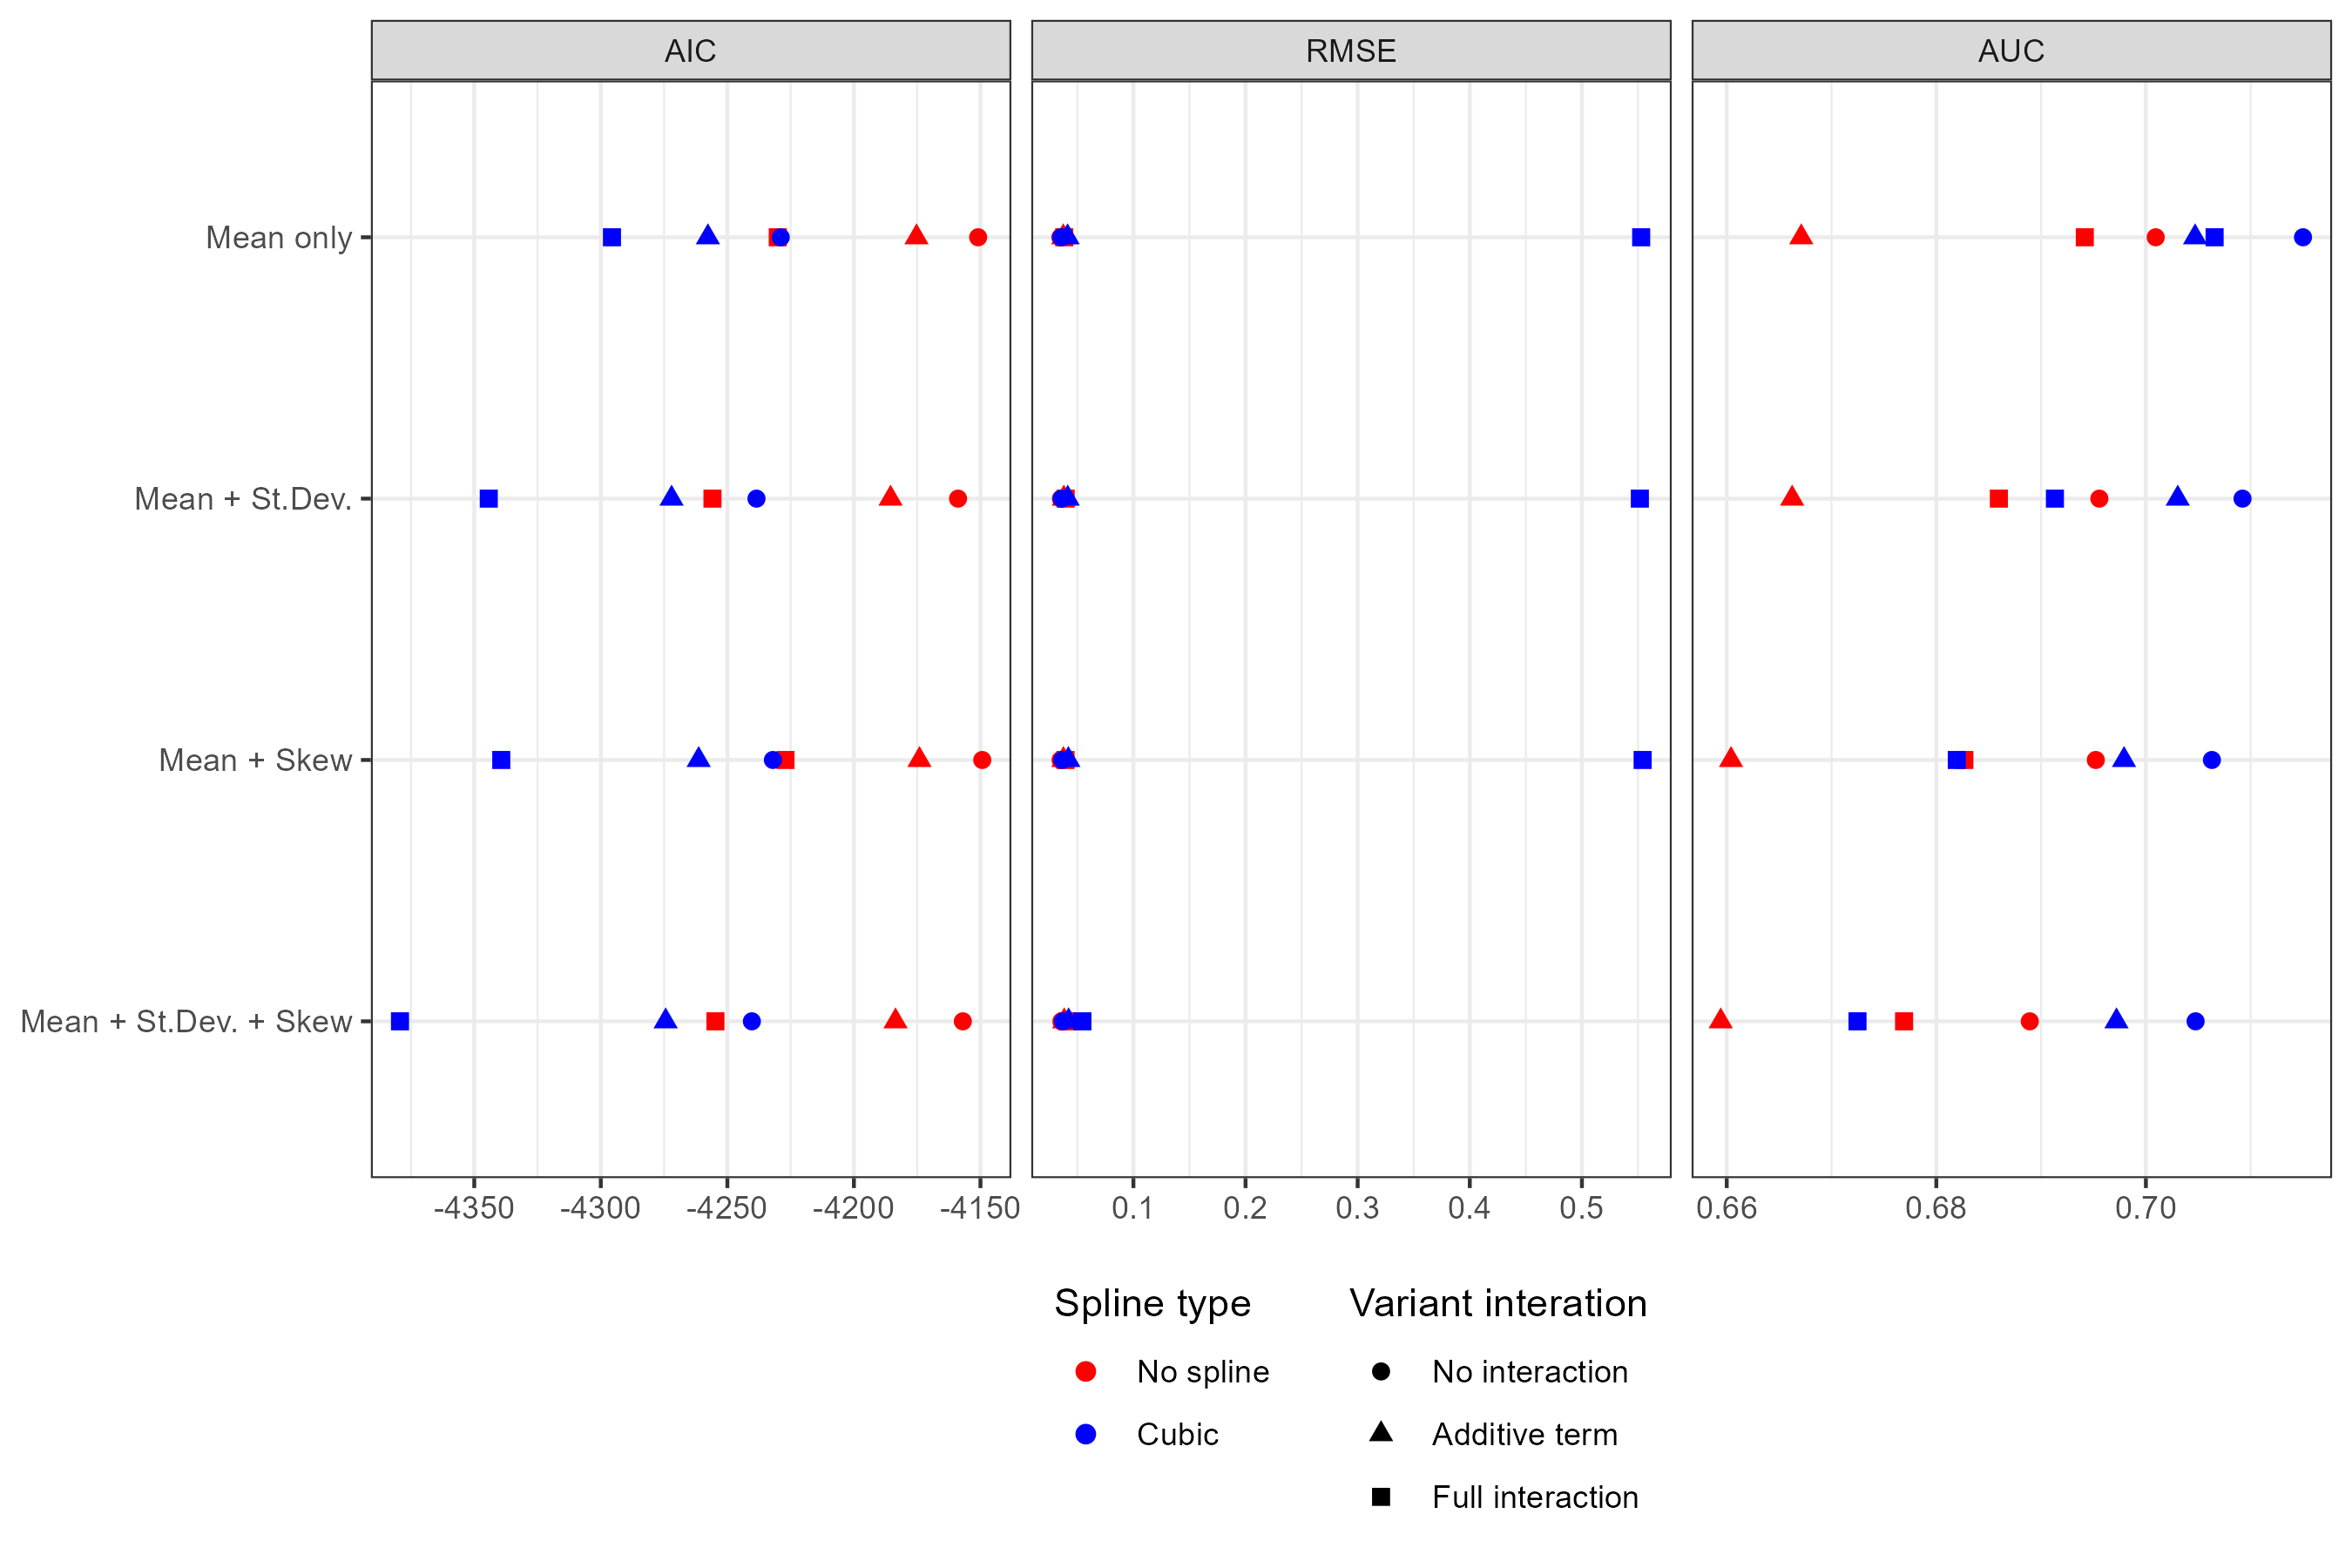 AIC RMSE AUC
Mean only
Mean + St.Dev.
Mean + Skew
Mean + St.Dev. + Skew
-4350 -4300 -4250 -4200 -4150 0.1 0.2 0.3 0.4 0.5 0.66 0.68 0.70
Spline type Variant interation
No spline No interaction
Cubic Additive term
Full interaction